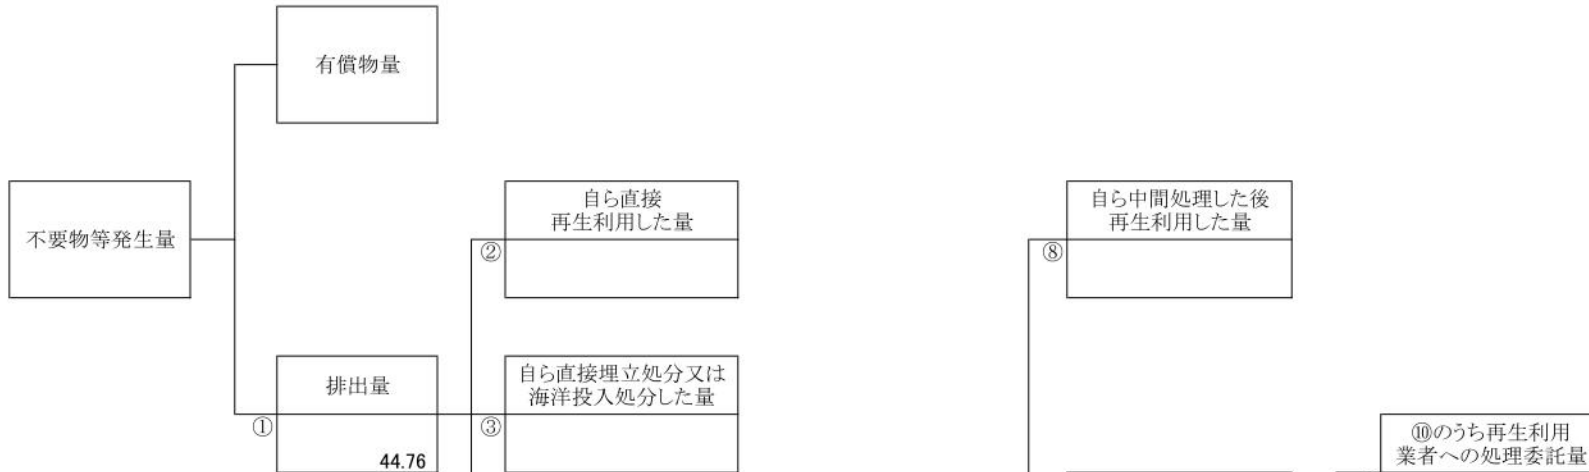 有償物量
不要物等発生量
自ら直接
再生利用した量
②
自ら中間処理した後
再生利用した量
⑧
排出量
①
44.76
自ら直接埋立処分又は
海洋投入処分した量
③
⑩のうち再生利用
業者への処理委託量